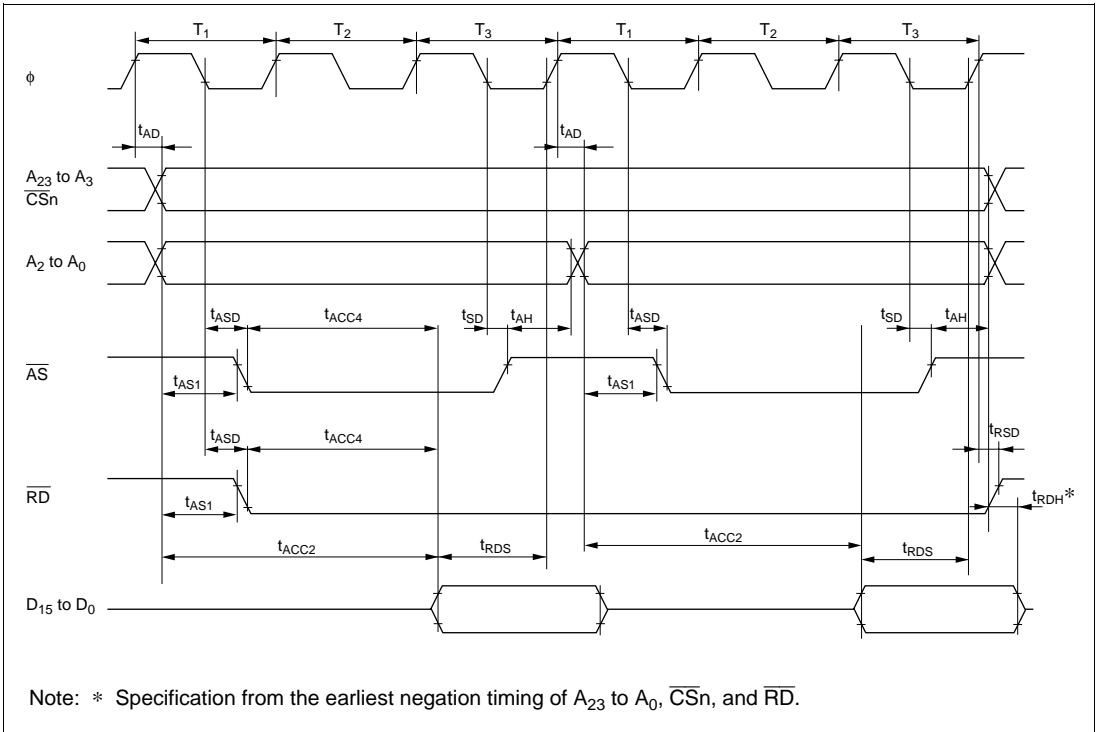 T1 T2 T3 T1 T2 T3
ϕ
tAD tAD
A23 to A3
CSn
A2 to A0
tASD tACC4 tSD tAH tASD tSD tAH
AS
tAS1 tAS1
tASD tACC4 tRSD
RD
tAS1 tRDH*
tACC2 tRDS tACC2 tRDS
D15 to D0
Note: * Specification from the earliest negation timing of A23 to A0, CSn, and RD.